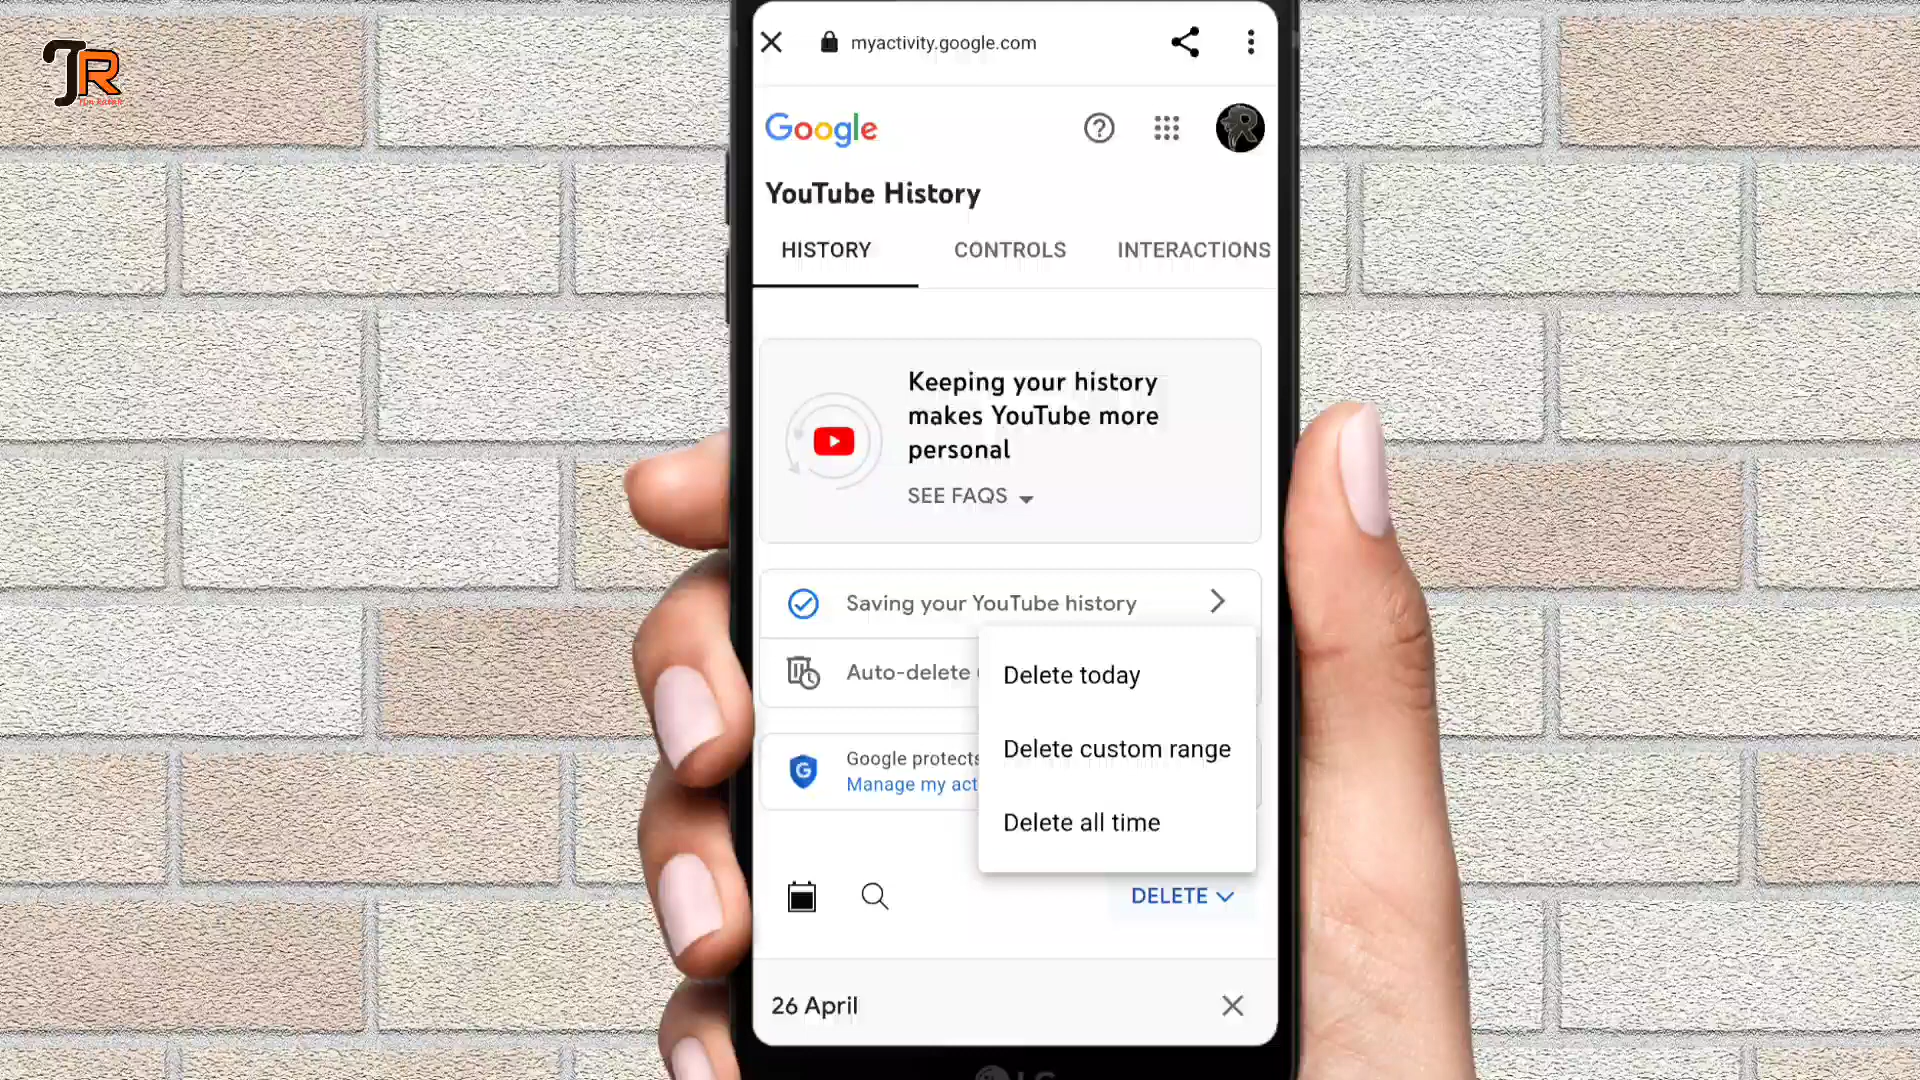 JR
myactivity.google.com
Google
YouTube History
HISTORY
CONTROLS
INTERACTIONS
Keeping your history
makes YouTube more
personal
SEE FAQS
Saving your YouTube history
Auto-delete
Delete today
Delete custom range
Delete all time
Google protects
Manage my act
DELETE
26 April